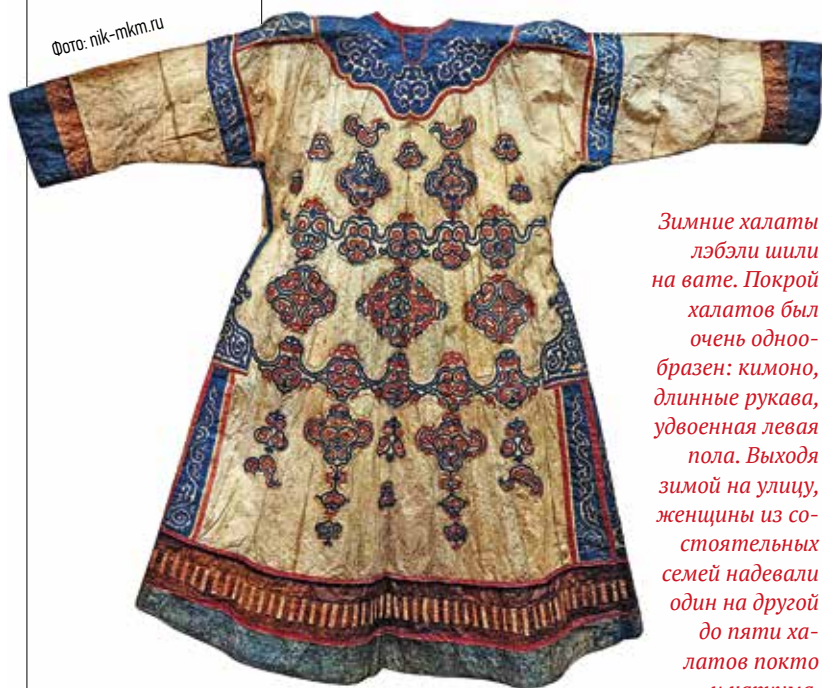 Фото: nik-mkm.ru
Зимние халаты
лэбэли шили
на вате. Покрой
халатов был
очень одноо-
бразен: кимоно,
длинные рукава,
удвоенная левая
пола. Выходя
зимой на улицу,
женщины из со-
стоятельных
семей надевали
один на другой
до пяти ха-
латов покто